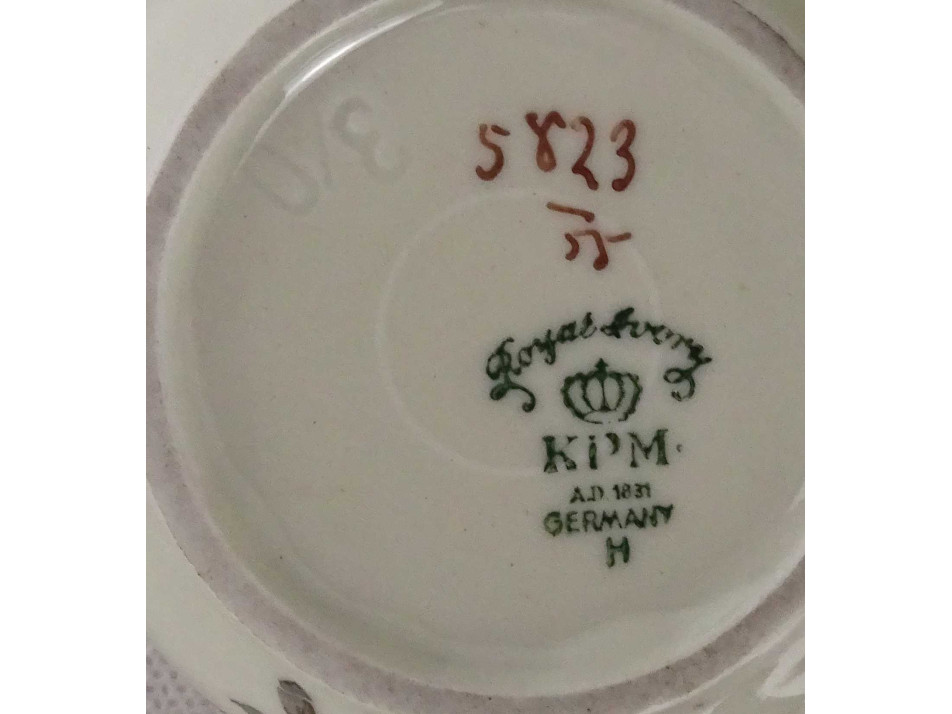 5823
Royal Ivory
KPM
A.D. 1831
GERMANY
H